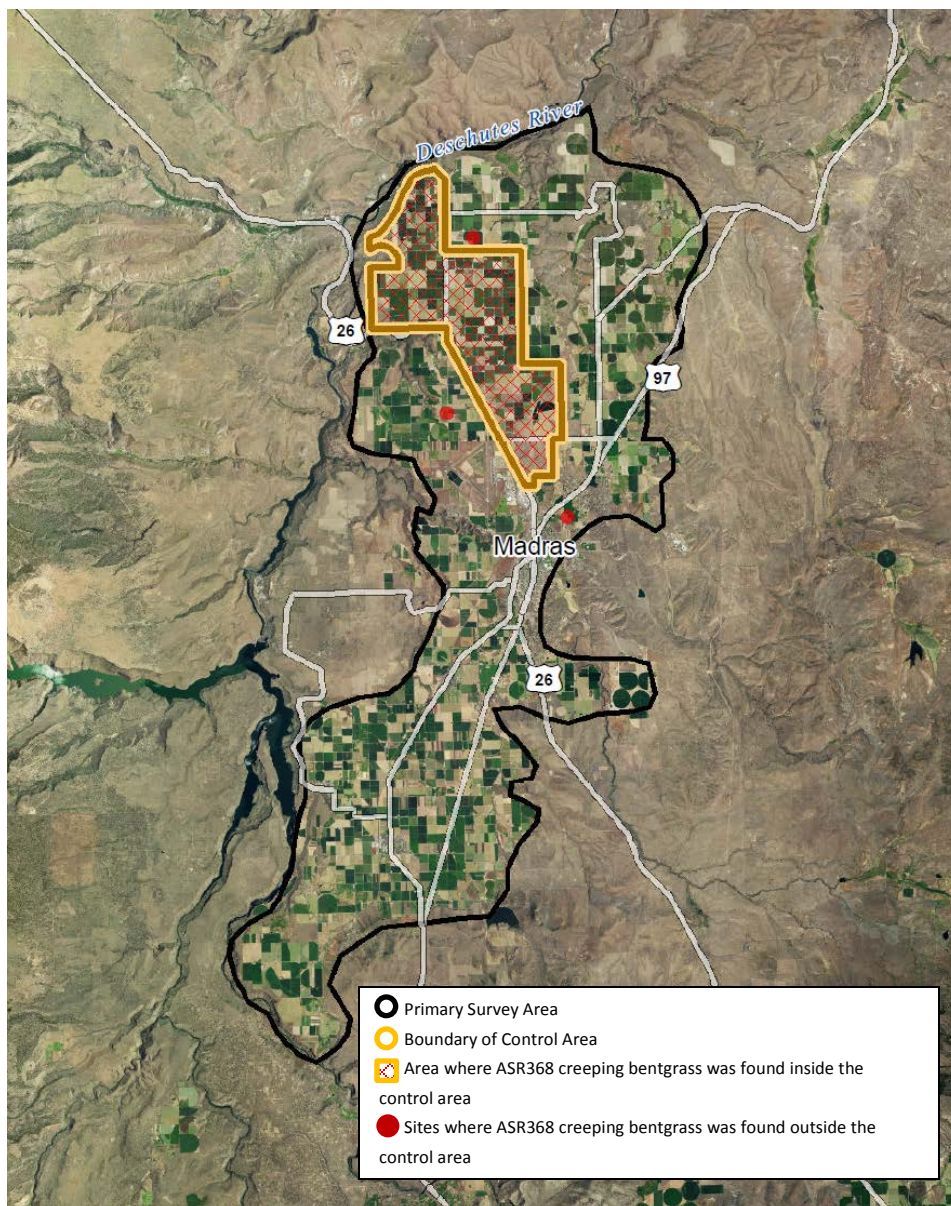 Deschutes River
26
97
Madras
26
Primary Survey Area
Boundary of Control Area
Area where ASR368 creeping bentgrass was found inside the
control area
Sites where ASR368 creeping bentgrass was found outside the
control area